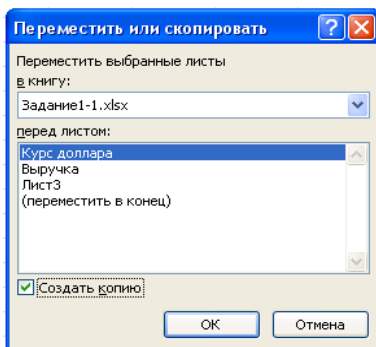 Переместить или скопировать
Переместить выбранные листы
в книгу:
Задание1-1.xlsx
перед листом:
Курс доллара
Выручка
Лист3
(переместить в конец)
Создать копию
ОК
Отмена